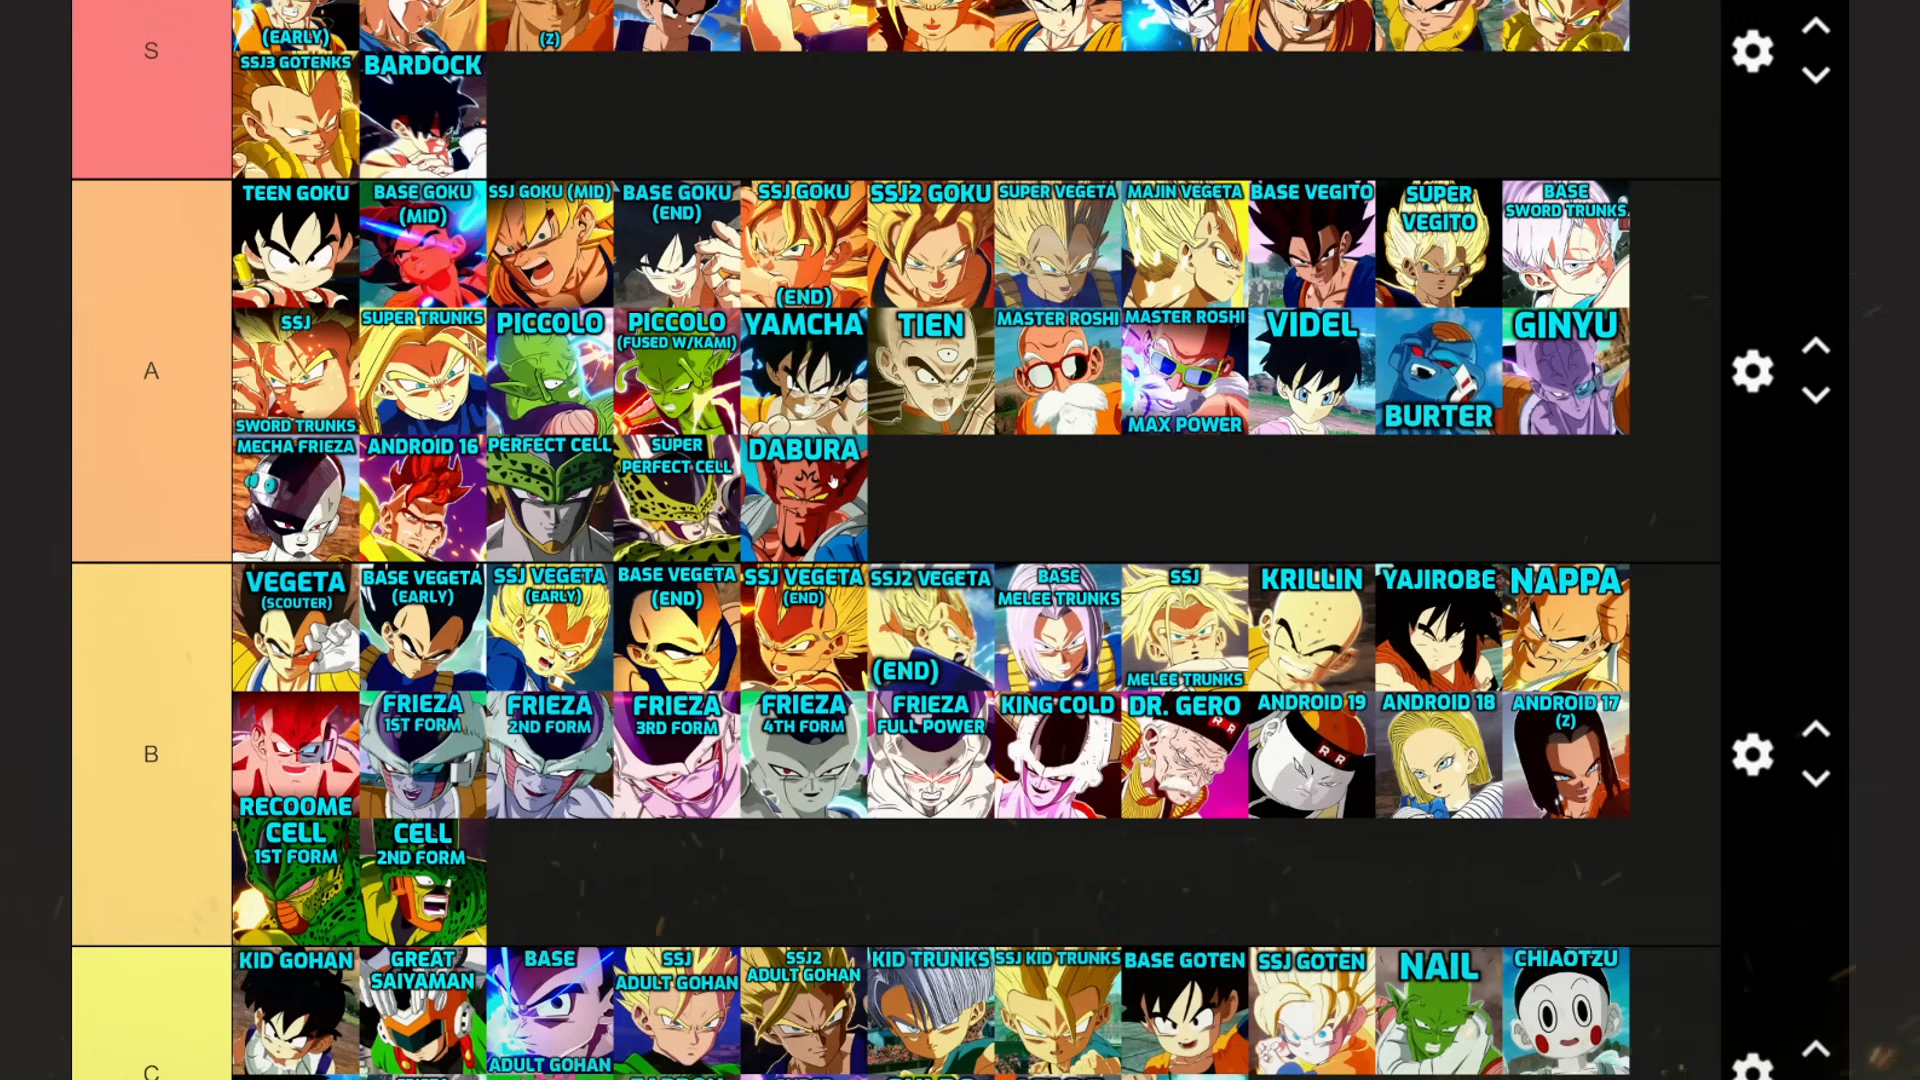 S
(EARLY)
(Z)
SSJ3 GOTENKS
BARDOCK
A
TEEN GOKU
BASE GOKU
(MID)
SSJ GOKU (MID)
BASE GOKU
(END)
SSJ GOKU
(END)
SSJ2 GOKU
SUPER VEGETA
MAJIN VEGETA
BASE VEGITO
SUPER
VEGITO
BASE
SWORD TRUNKS
SSJ
SWORD TRUNKS
SUPER TRUNKS
PICCOLO
PICCOLO
(FUSED W/KAMI)
YAMCHA
TIEN
MASTER ROSHI
MASTER ROSHI
MAX POWER
VIDEL
BURTER
GINYU
MECHA FRIEZA
ANDROID 16
PERFECT CELL
SUPER
PERFECT CELL
DABURA
B
VEGETA
(SCOUTER)
BASE VEGETA
(EARLY)
SSJ VEGETA
(EARLY)
BASE VEGETA
(END)
SSJ VEGETA
(END)
SSJ2 VEGETA
(END)
BASE
MELEE TRUNKS
SSJ
MELEE TRUNKS
KRILLIN
YAJIROBE
NAPPA
RECOOME
FRIEZA
1ST FORM
FRIEZA
2ND FORM
FRIEZA
3RD FORM
FRIEZA
4TH FORM
FRIEZA
FULL POWER
KING COLD
DR. GERO
R R
ANDROID 19
R R
ANDROID 18
ANDROID 17
(Z)
CELL
1ST FORM
CELL
2ND FORM
C
KID GOHAN
GREAT
SAIYAMAN
BASE
ADULT GOHAN
SSJ
ADULT GOHAN
SSJ2
ADULT GOHAN
KID TRUNKS
SSJ KID TRUNKS
BASE GOTEN
SSJ GOTEN
NAIL
CHIAOTZU